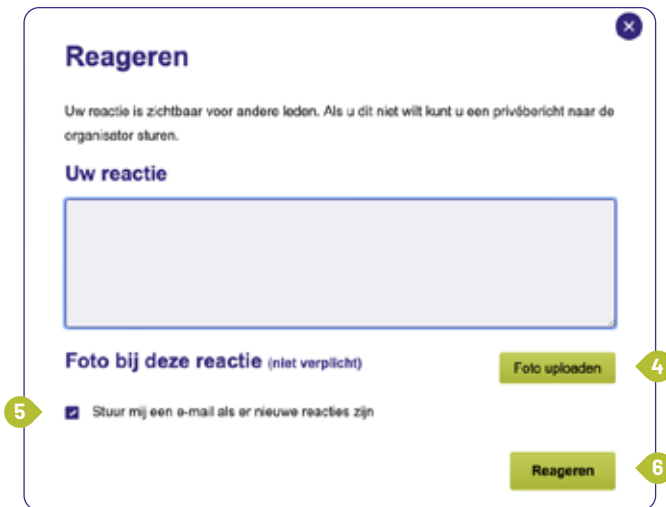 Reageren
Uw reactie is zichtbaar voor andere leden. Als u dit niet wilt kunt u een privébericht naar de
organisator sturen.
Uw reactie
Foto bij deze reactie (niet verplicht)
Foto uploaden
4
5
Stuur mij een e-mail als er nieuwe reacties zijn
Reageren
6